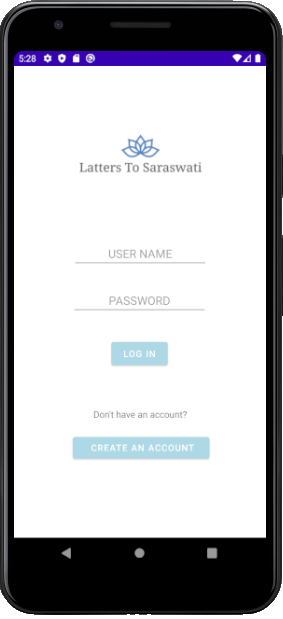 5:28
Latters To Saraswati
USER NAME
PASSWORD
LOG IN
Don't have an account?
CREATE AN ACCOUNT